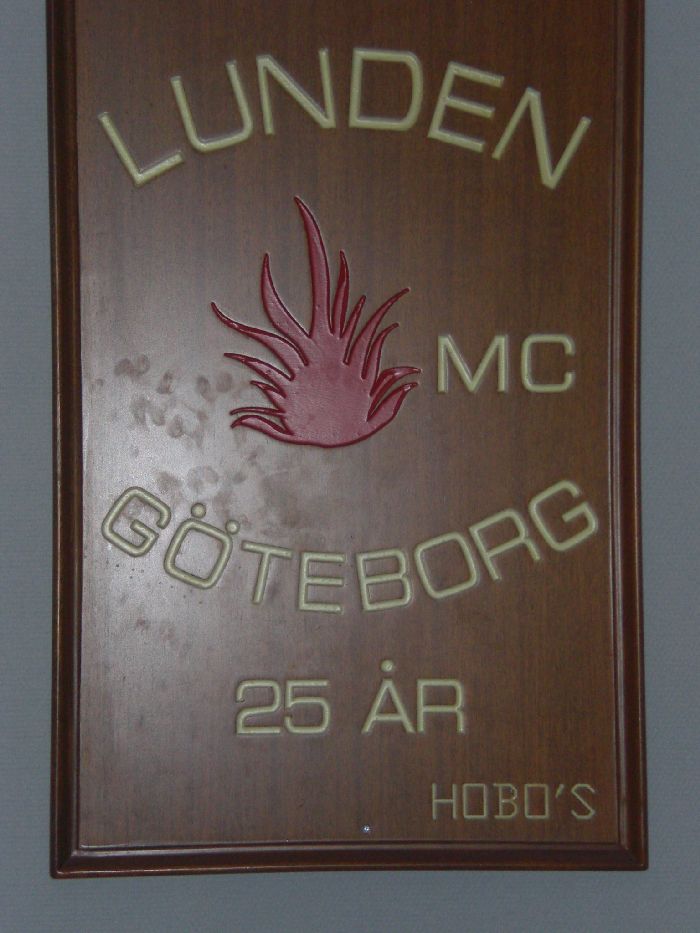 LUNDEN
MC
GÖTEBORG
25 ÅR
HOBO'S